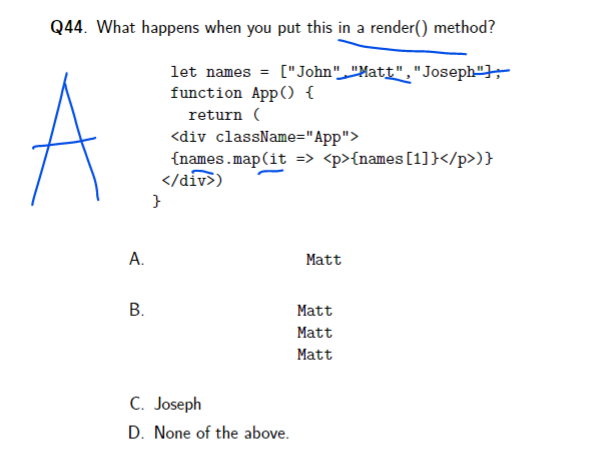 Q44. What happens when you put this in a render() method?
let names = ["John","Matt","Joseph"];
function App() {
return (
<div className="App">
{names.map(it => <p>{names[1]}</p>)}
</div>)
}
A
A. Matt
B. Matt
Matt
Matt
C. Joseph
D. None of the above.